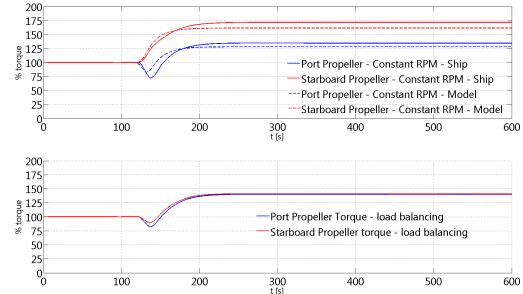 % torque
200
175
150
125
100
75
50
25
0
Port Propeller - Constant RPM - Ship
Starboard Propeller - Constant RPM - Ship
Port Propeller - Constant RPM - Model
Starboard Propeller - Constant RPM - Model
0 100 200 300 400 500 600
t [s]
% torque
200
175
150
125
100
75
50
25
0
Port Propeller Torque - load balancing
Starboard Propeller torque - load balancing
0 100 200 300 400 500 600
t [s]